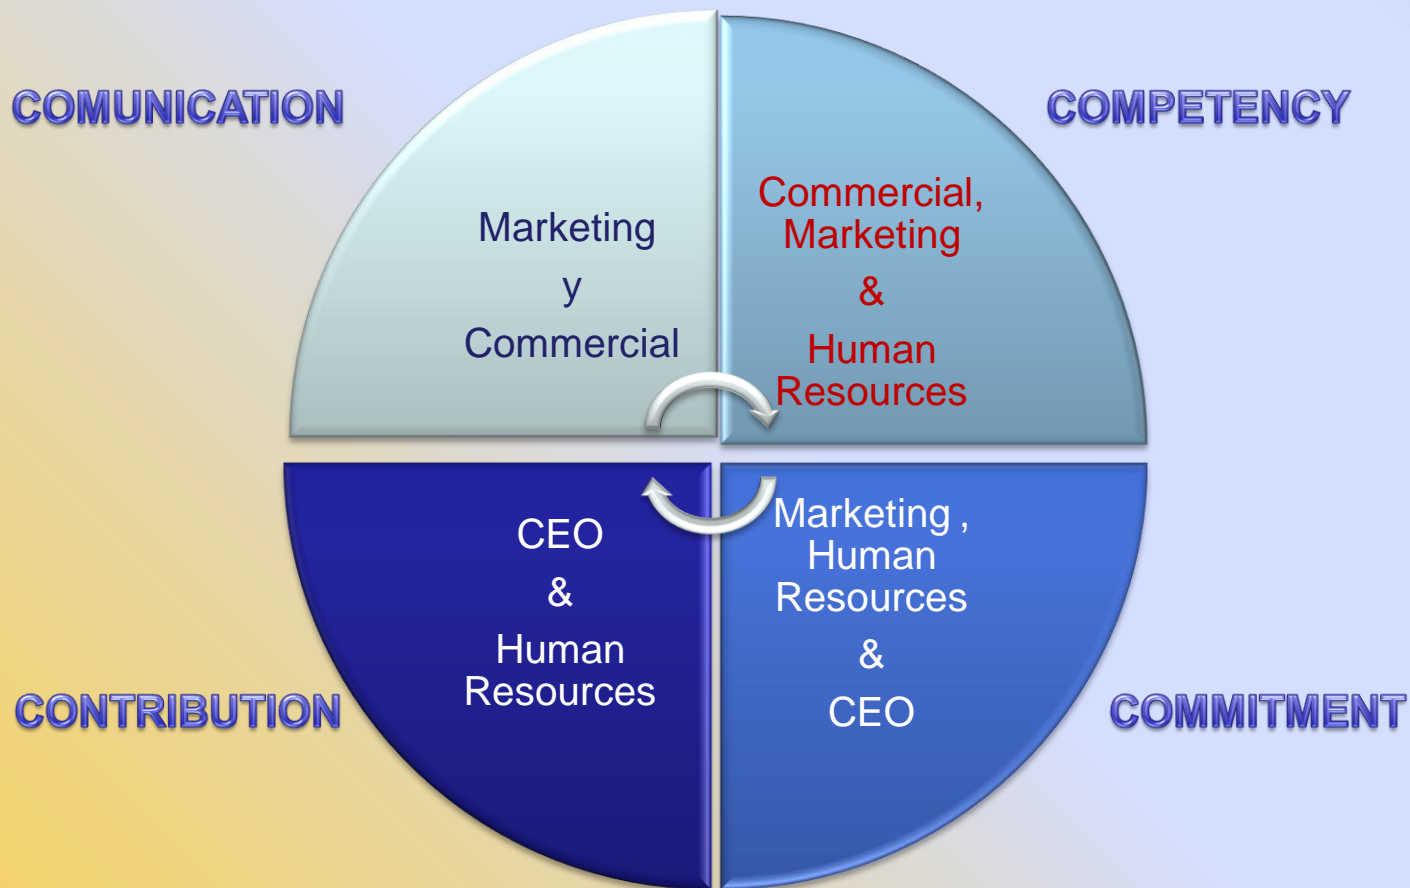 COMUNICATION
COMPETENCY
Marketing
y
Commercial
Commercial,
Marketing
&
Human
Resources
CEO
&
Human
Resources
Marketing ,
Human
Resources
&
CEO
CONTRIBUTION
COMMITMENT